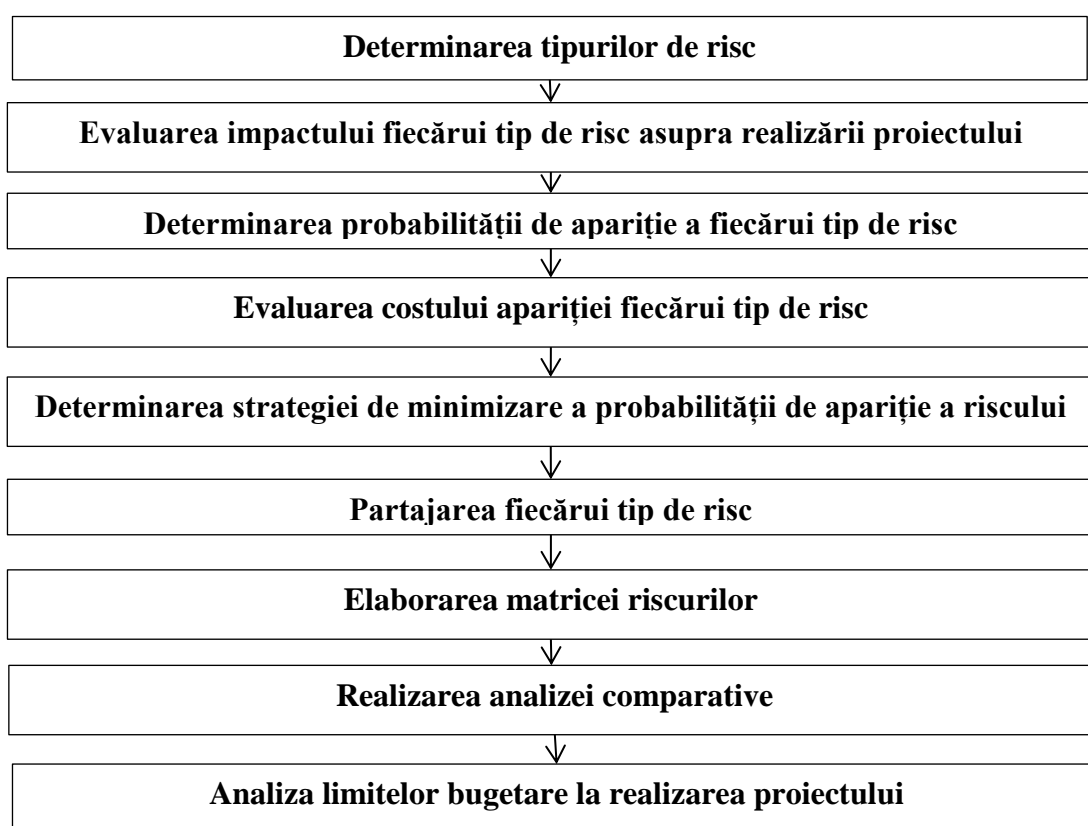 Determinarea tipurilor de risc
Evaluarea impactului fiecărui tip de risc asupra realizării proiectului
Determinarea probabilității de apariție a fiecărui tip de risc
Evaluarea costului apariției fiecărui tip de risc
Determinarea strategiei de minimizare a probabilității de apariție a riscului
Partajarea fiecărui tip de risc
Elaborarea matricei riscurilor
Realizarea analizei comparative
Analiza limitelor bugetare la realizarea proiectului